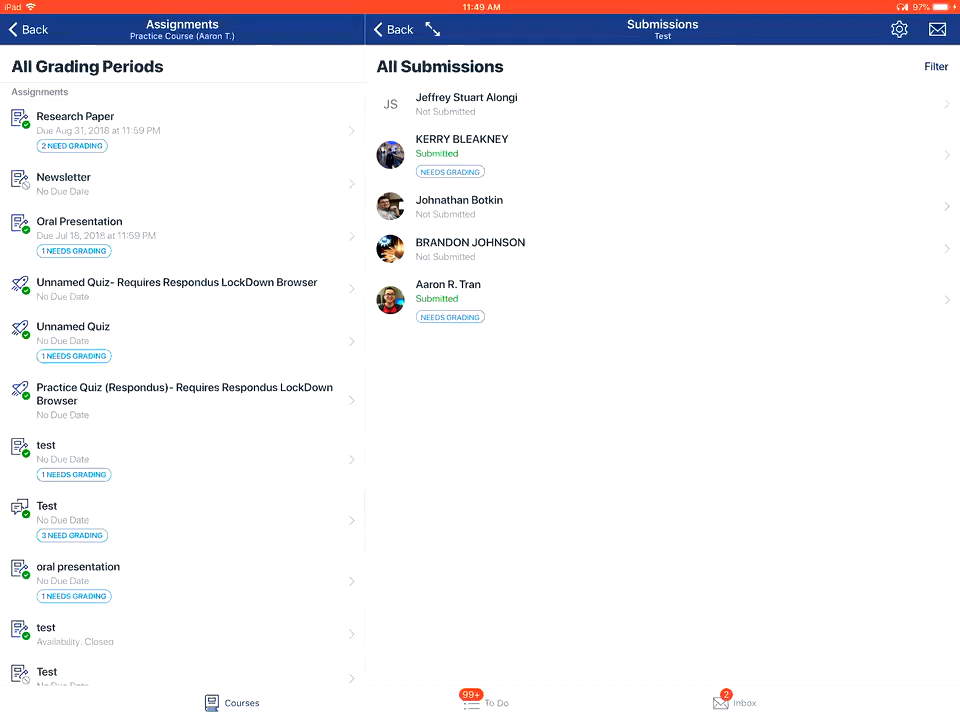 iPad
11:49 AM
97%
Back
Assignments
Practice Course (Aaron T.)
Back
Submissions
Test
All Grading Periods
Assignments
Research Paper
Due Aug 31, 2018 at 11:59 PM
2 NEED GRADING
Newsletter
No Due Date
Oral Presentation
Due Jul 18, 2018 at 11:59 PM
1 NEEDS GRADING
Unnamed Quiz- Requires Respondus LockDown Browser
No Due Date
Unnamed Quiz
No Due Date
1 NEEDS GRADING
Practice Quiz (Respondus)- Requires Respondus LockDown
Browser
No Due Date
test
No Due Date
1 NEEDS GRADING
Test
No Due Date
3 NEED GRADING
oral presentation
No Due Date
1 NEEDS GRADING
test
Availability: Closed
Test
No Due Date
All Submissions
Filter
JS
Jeffrey Stuart Alongi
Not Submitted
KERRY BLEAKNEY
Submitted
NEEDS GRADING
Johnathan Botkin
Not Submitted
BRANDON JOHNSON
Not Submitted
Aaron R. Tran
Submitted
NEEDS GRADING
Courses
99+
To Do
2
Inbox